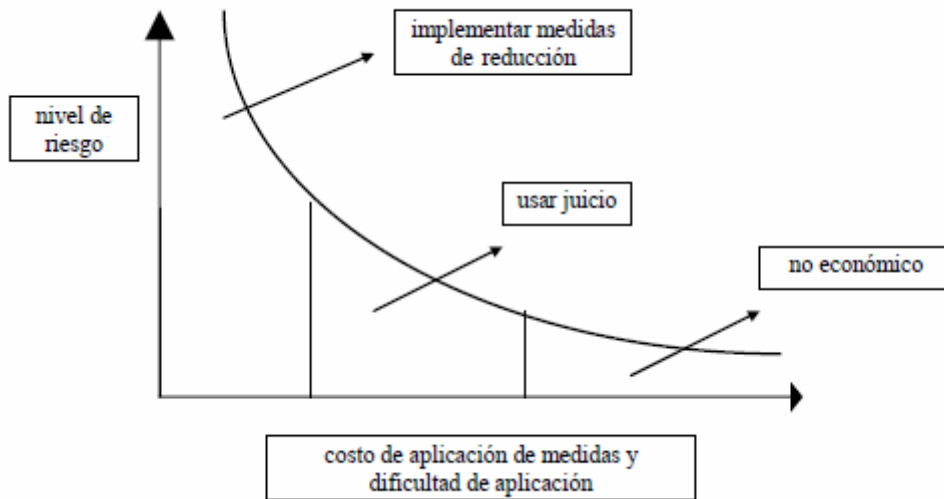 implementar medidas
de reducción
nivel de
riesgo
usar juicio
no económico
costo de aplicación de medidas y
dificultad de aplicación